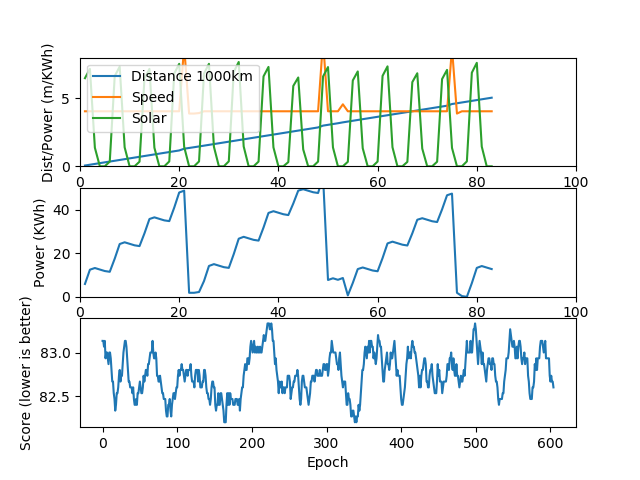 Dist/Power (m/KWh)
5
0
Distance 1000km
Speed
Solar
0 20 40 60 80 100
Power (KWh)
40
20
0
0 20 40 60 80 100
Score (lower is better)
83.0
82.5
0 100 200 300 400 500 600
Epoch